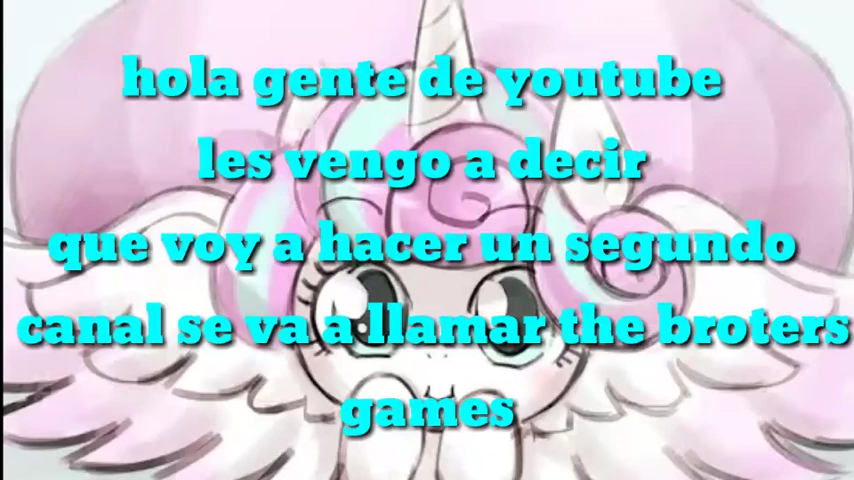 hola gente de youtube
les vengo a decir
que voy a hacer un segundo
canal se va a llamar the broters
games